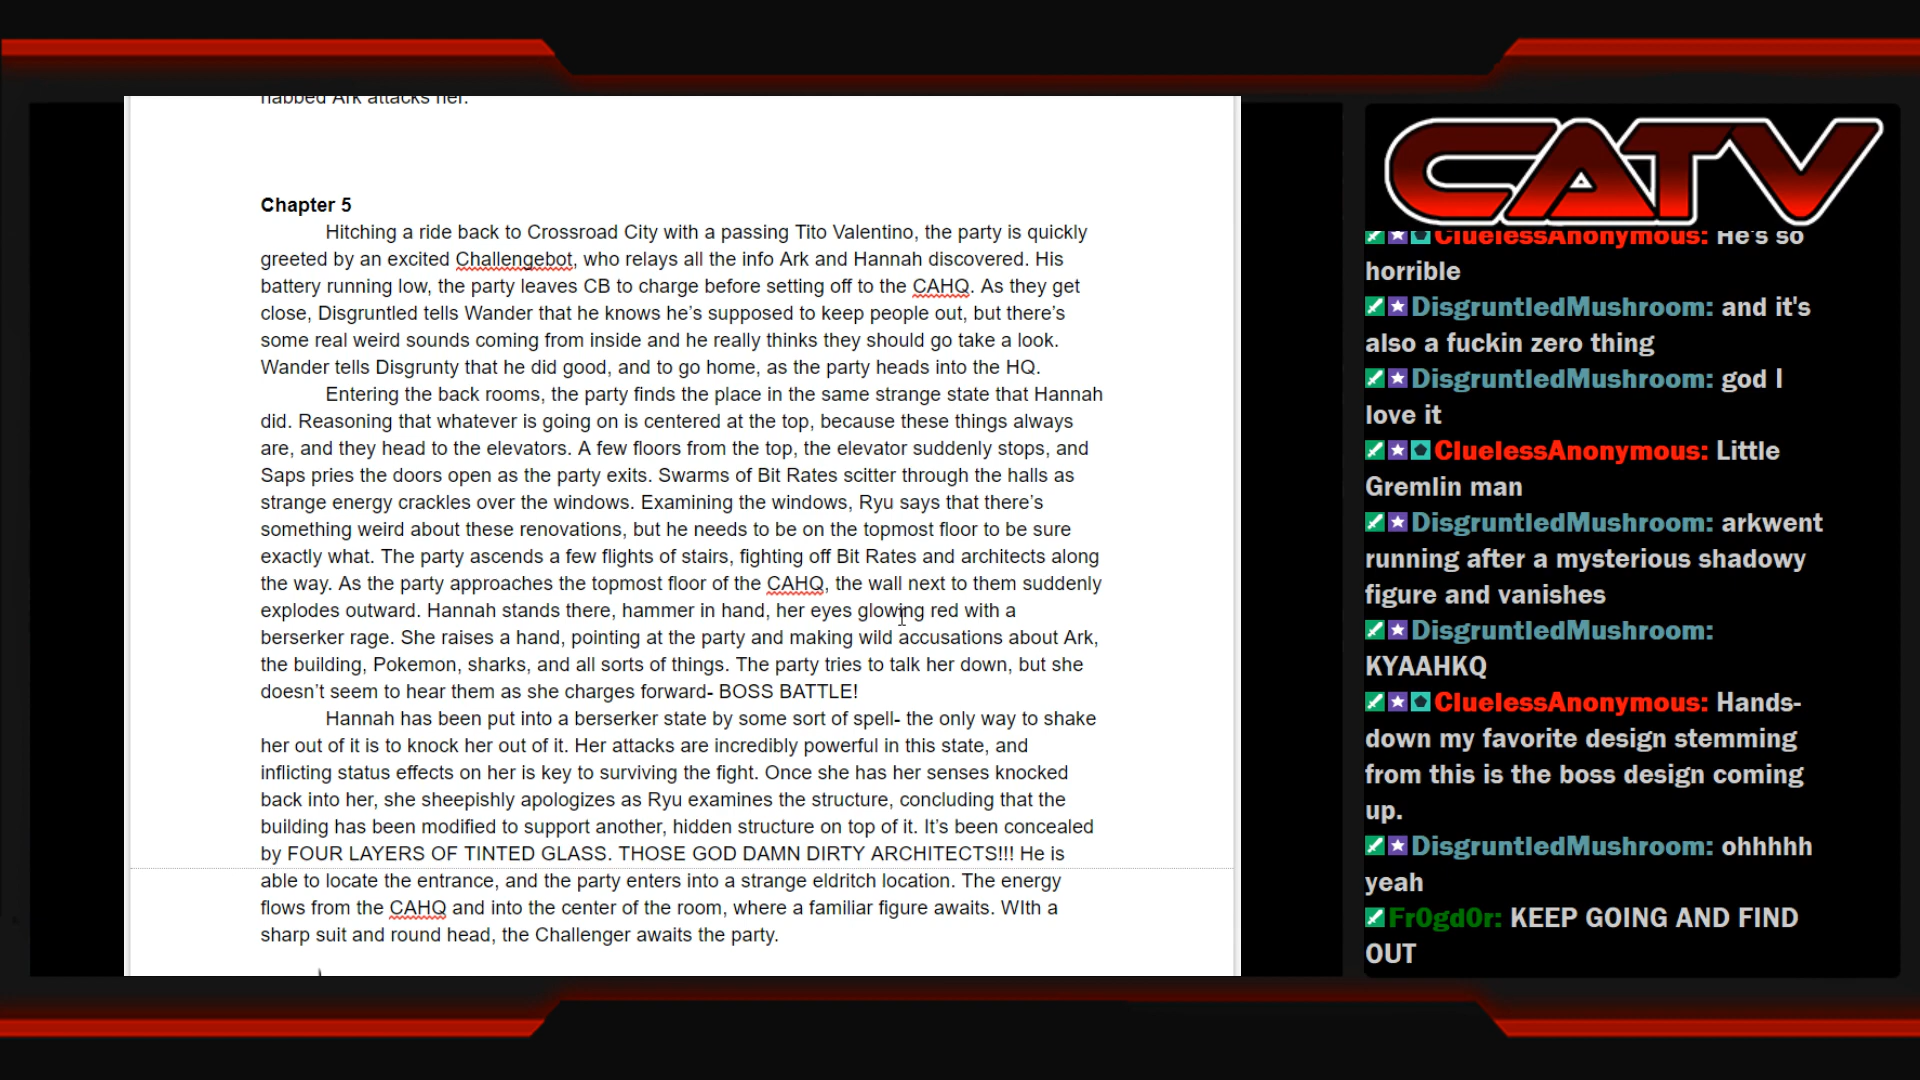 nabbed Ark attacks her.
Chapter 5
Hitching a ride back to Crossroad City with a passing Tito Valentino, the party is quickly
greeted by an excited Challengebot, who relays all the info Ark and Hannah discovered. His
battery running low, the party leaves CB to charge before setting off to the CAHQ. As they get
close, Disgruntled tells Wander that he knows he's supposed to keep people out, but there's
some real weird sounds coming from inside and he really thinks they should go take a look.
Wander tells Disgrunty that he did good, and to go home, as the party heads into the HQ.
Entering the back rooms, the party finds the place in the same strange state that Hannah
did. Reasoning that whatever is going on is centered at the top, because these things always
are, and they head to the elevators. A few floors from the top, the elevator suddenly stops, and
Saps pries the doors open as the party exits. Swarms of Bit Rates scitter through the halls as
strange energy crackles over the windows. Examining the windows, Ryu says that there's
something weird about these renovations, but he needs to be on the topmost floor to be sure
exactly what. The party ascends a few flights of stairs, fighting off Bit Rates and architects along
the way. As the party approaches the topmost floor of the CAHQ, the wall next to them suddenly
explodes outward. Hannah stands there, hammer in hand, her eyes glowing red with a
berserker rage. She raises a hand, pointing at the party and making wild accusations about Ark,
the building, Pokemon, sharks, and all sorts of things. The party tries to talk her down, but she
doesn't seem to hear them as she charges forward- BOSS BATTLE!
Hannah has been put into a berserker state by some sort of spell- the only way to shake
her out of it is to knock her out of it. Her attacks are incredibly powerful in this state, and
inflicting status effects on her is key to surviving the fight. Once she has her senses knocked
back into her, she sheepishly apologizes as Ryu examines the structure, concluding that the
building has been modified to support another, hidden structure on top of it. It's been concealed
by FOUR LAYERS OF TINTED GLASS. THOSE GOD DAMN DIRTY ARCHITECTS!!! He is
able to locate the entrance, and the party enters into a strange eldritch location. The energy
flows from the CAHQ and into the center of the room, where a familiar figure awaits. WIth a
sharp suit and round head, the Challenger awaits the party.
CATV
CluelessAnonymous: He's so
horrible
DisgruntledMushroom: and it's
also a fuckin zero thing
DisgruntledMushroom: god I
love it
CluelessAnonymous: Little
Gremlin man
DisgruntledMushroom: arkwent
running after a mysterious shadowy
figure and vanishes
DisgruntledMushroom:
KYAAHKQ
CluelessAnonymous: Hands-
down my favorite design stemming
from this is the boss design coming
up.
DisgruntledMushroom: ohhhhh
yeah
Fr0gd0r: KEEP GOING AND FIND
OUT